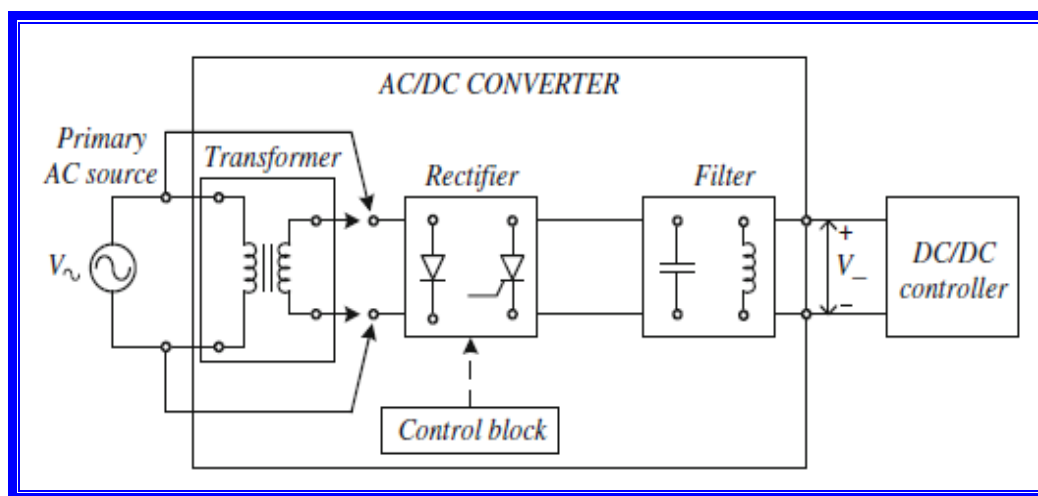 AC/DC CONVERTER
Primary
AC source
Transformer
Rectifier
Filter
V~
+
V_
−
DC/DC
controller
Control block